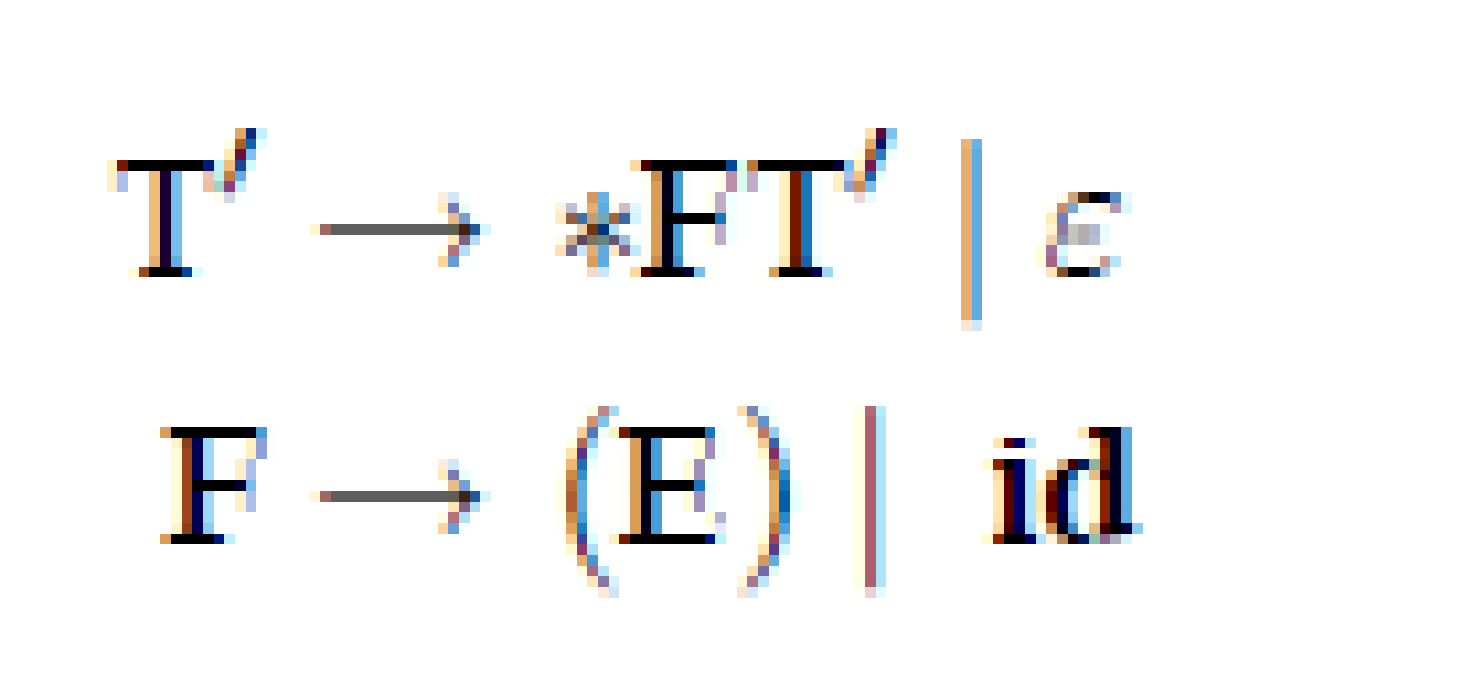 T′ → *FT′ | ε
F → (E) | id